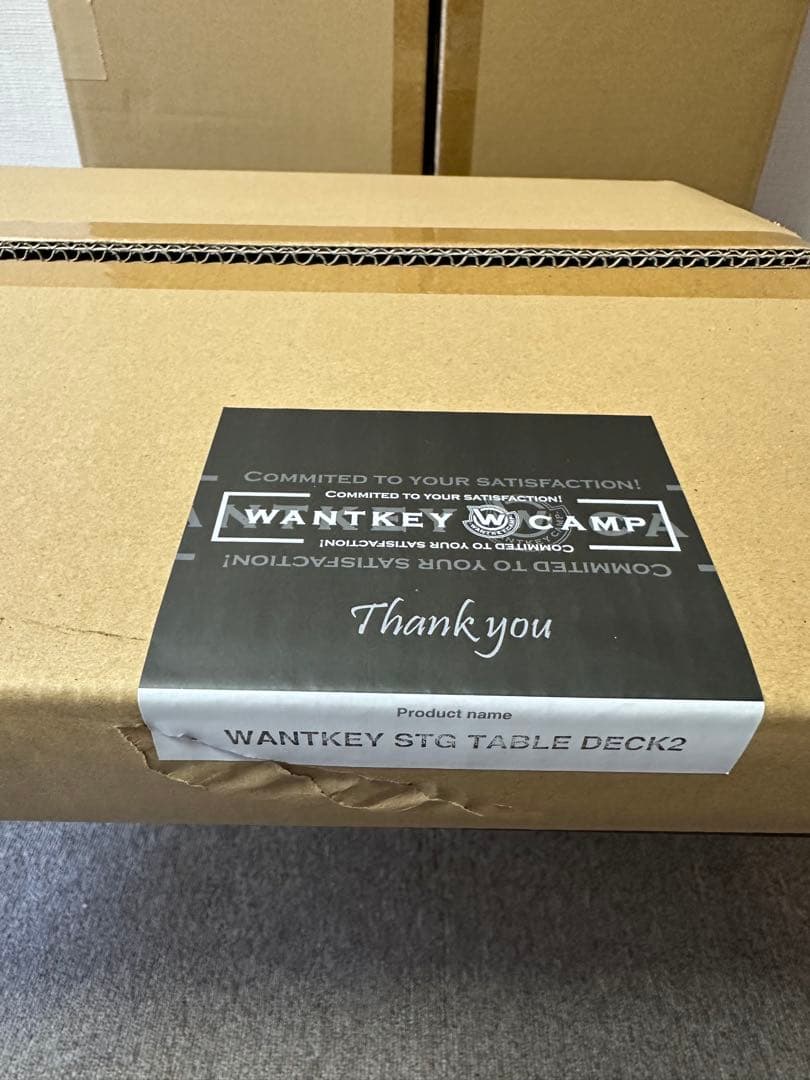 COMMITED TO YOUR SATISFACTION!
COMMITED TO YOUR SATISFACTION!
WANTKEY W CAMP
WANTKEYCAMP
COMMITED TO YOUR SATISFACTION!
COMMITED TO YOUR SATISFACTION!
Thank you
Product name
WANTKEY STG TABLE DECK2